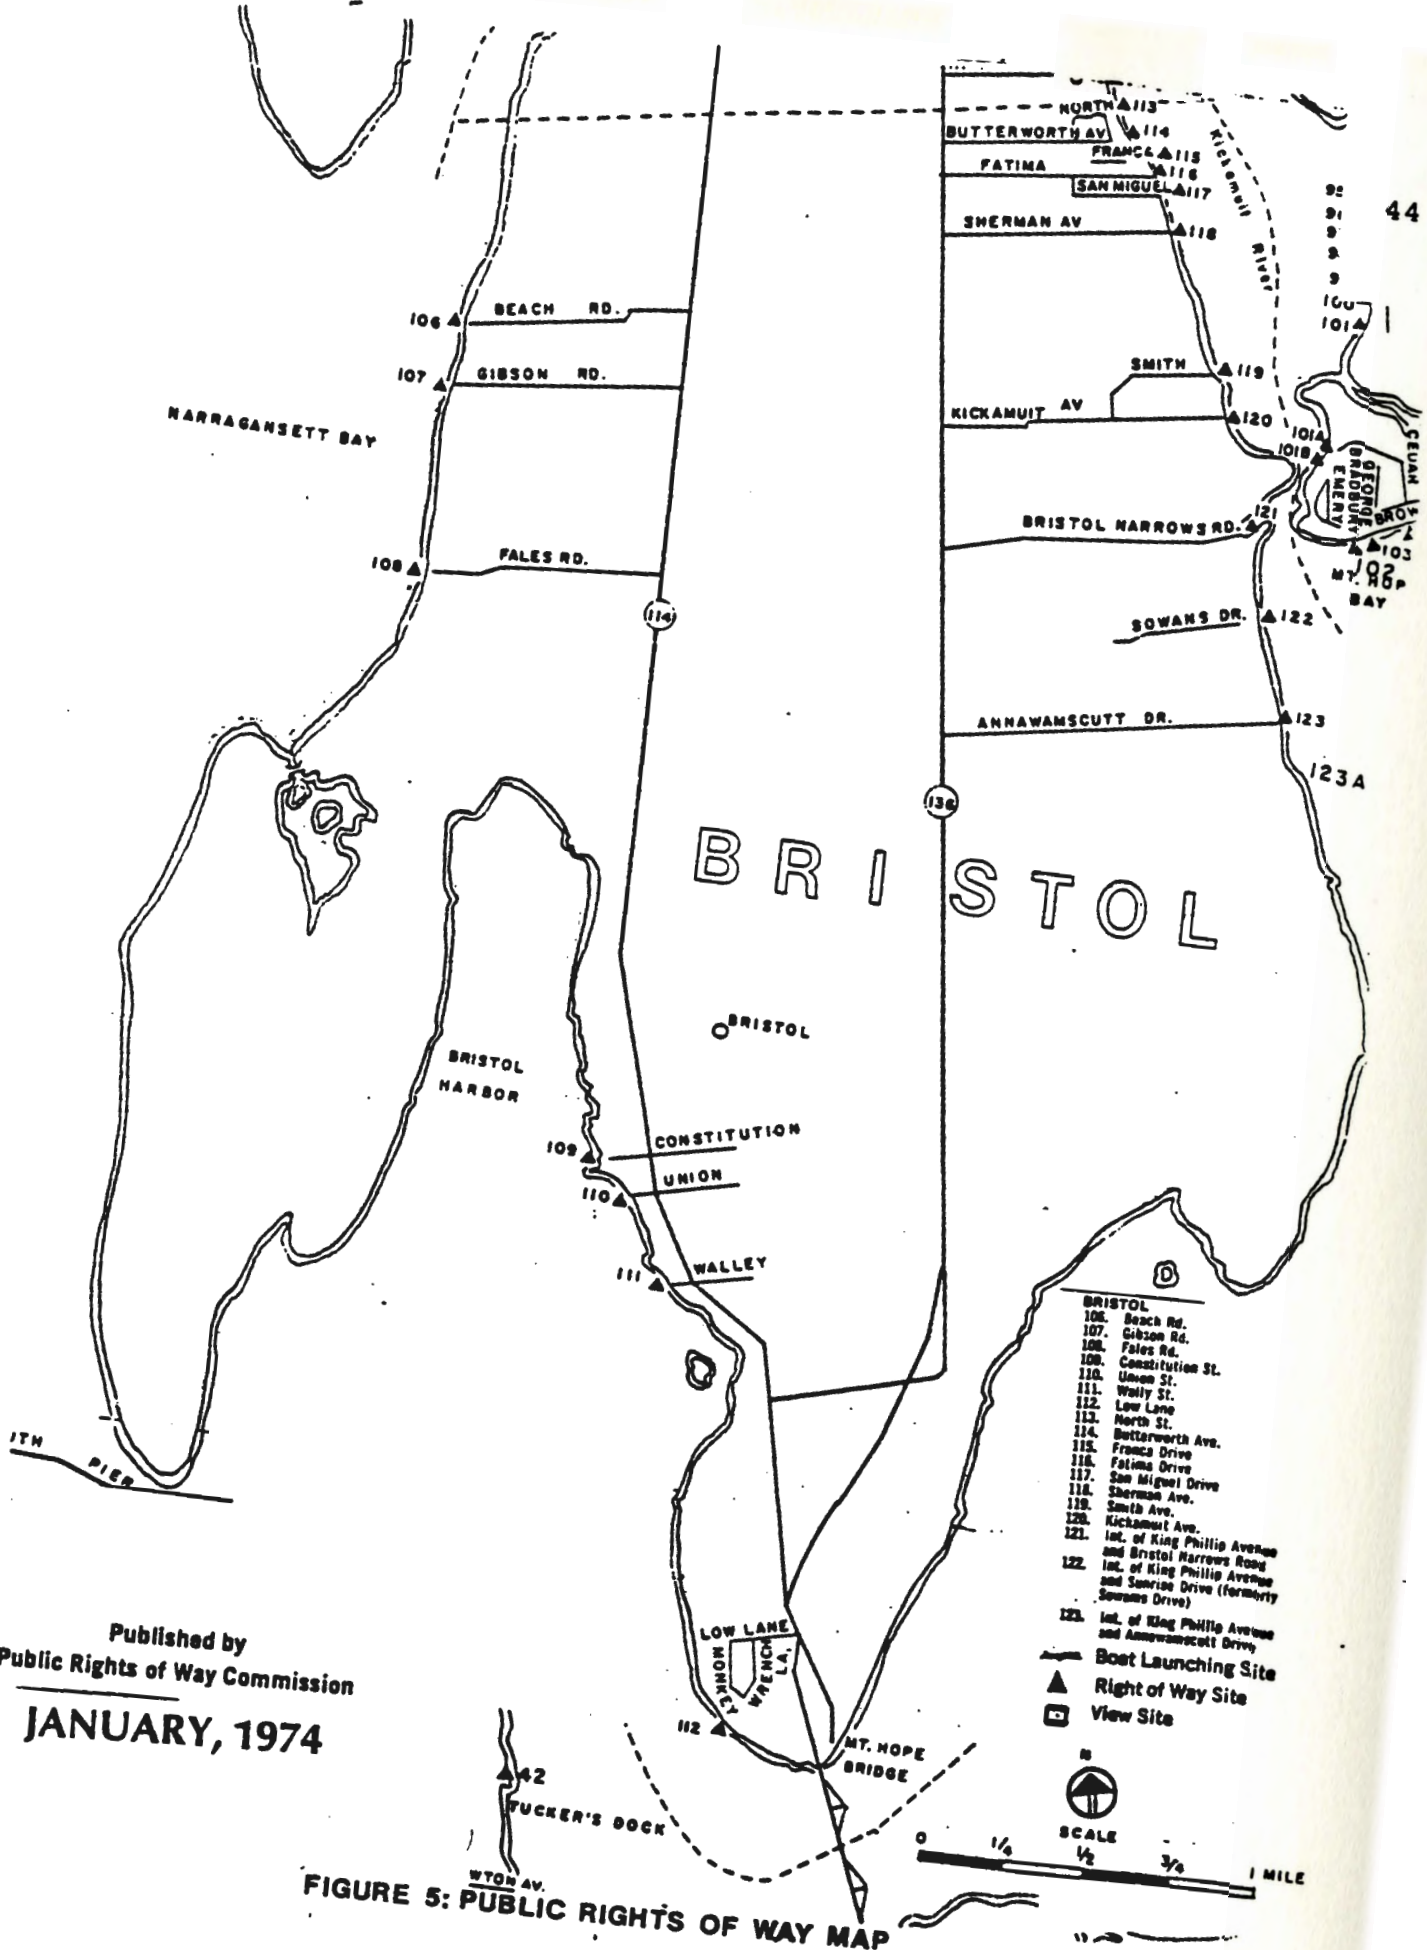 NORTH 113
BUTTERWORTH AV 114
FRANCA 115
FATIMA 116
SAN MIGUEL 117
SHERMAN AV 118
Kickamuit River
44
100
101
106 BEACH RD.
107 GIBSON RD.
NARRAGANSETT BAY
SMITH 119
KICKAMUIT AV 120
101A
101B
GEORGE
BRADBURY
EMERY
BRISTOL NARROWS RD. 121
103
102
BAY
108 FALES RD.
114
SOWANS DR. 122
ANNAWAMSCUTT DR. 123
123A
136
BRISTOL
BRISTOL
BRISTOL
HARBOR
109 CONSTITUTION
110 UNION
111 WALLEY
BRISTOL
106. Beach Rd.
107. Gibson Rd.
108. Fales Rd.
109. Constitution St.
110. Union St.
111. Wally St.
112. Low Lane
113. North St.
114. Butterworth Ave.
115. Franca Drive
116. Fatima Drive
117. San Miguel Drive
118. Sherman Ave.
119. Smith Ave.
120. Kickamuit Ave.
121. Int. of King Phillip Avenue
and Bristol Narrows Road
122. Int. of King Phillip Avenue
and Sunrise Drive (formerly
Sowams Drive)
123. Int. of King Phillip Avenue
and Annawamscott Drive
Boat Launching Site
Right of Way Site
View Site
N
SCALE
0 1/4 1/2 3/4 1 MILE
ITH PIER
LOW LANE
MONKEY
WRENCH LA.
112
MT. HOPE
BRIDGE
Published by
Public Rights of Way Commission
JANUARY, 1974
42
TUCKER'S DOCK
WTON AV.
FIGURE 5: PUBLIC RIGHTS OF WAY MAP